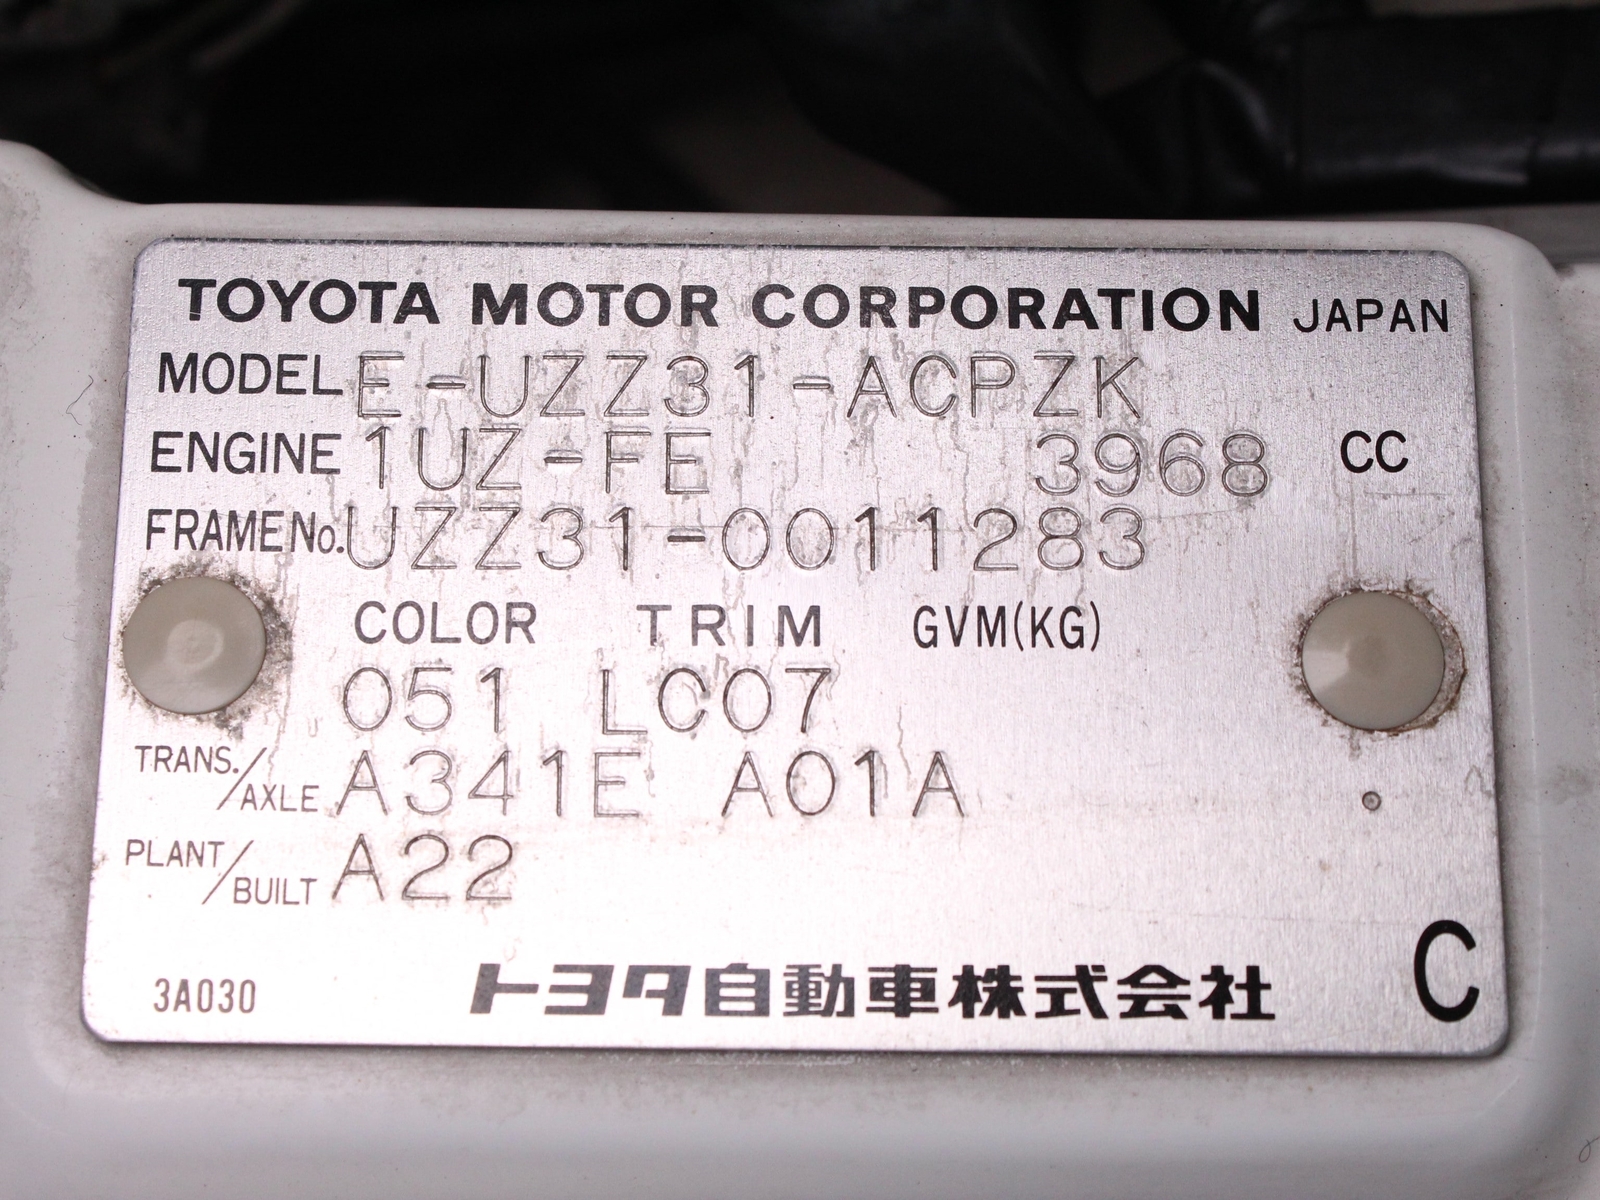 TOYOTA MOTOR CORPORATION JAPAN
MODEL E-UZZ31-ACPZK
ENGINE 1UZ-FE 3968 CC
FRAME No. UZZ31-0011283
COLOR TRIM GVM(KG)
051 LC07
TRANS./AXLE A341E A01A
PLANT/BUILT A22
3A030 トヨタ自動車株式会社 C